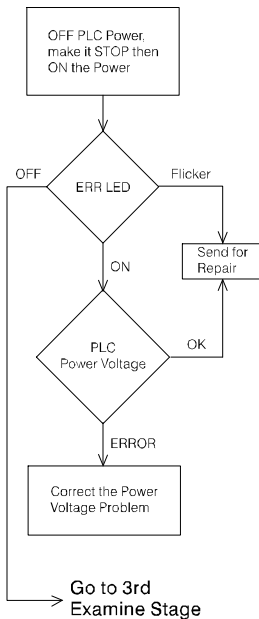 OFF PLC Power,
make it STOP then
ON the Power
OFF
ERR LED
Flicker
Send for
Repair
ON
PLC
Power Voltage
OK
ERROR
Correct the Power
Voltage Problem
Go to 3rd
Examine Stage